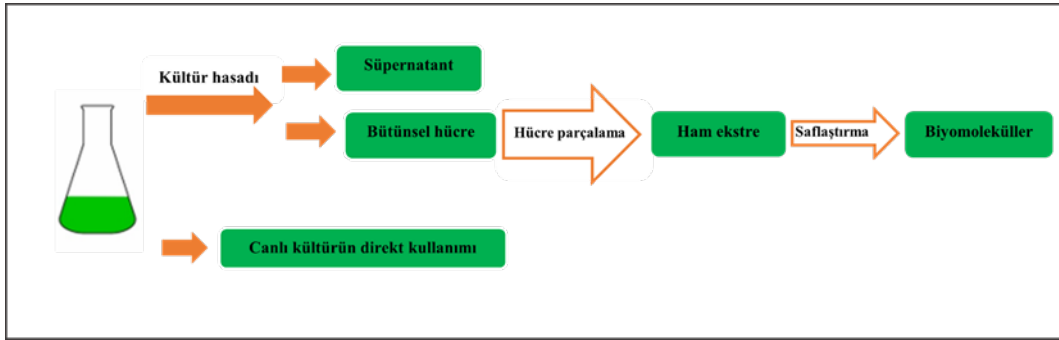 Kültür hasadı
Süpernatant
Bütünsel hücre
Hücre parçalama
Ham ekstre
Saflaştırma
Biyomoleküller
Canlı kültürün direkt kullanımı